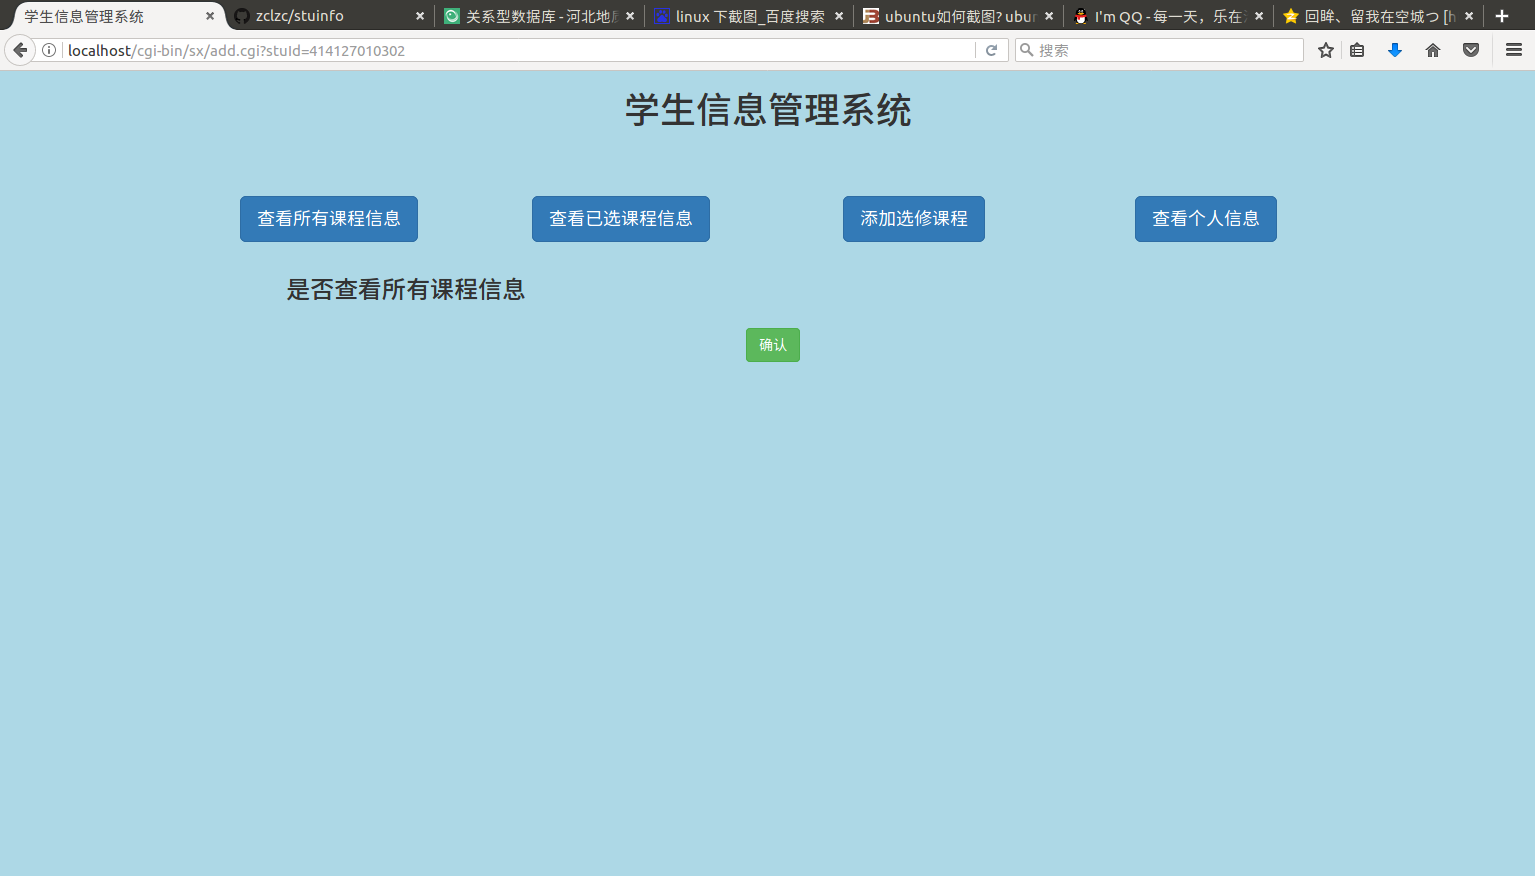 学生信息管理系统
zclzc/stuinfo
关系型数据库 - 河北地
linux 下截图_百度搜索
ubuntu如何截图? ubun
I'm QQ - 每一天，乐在
回眸、留我在空城つ [h
localhost/cgi-bin/sx/add.cgi?stuId=414127010302
搜索
学生信息管理系统
查看所有课程信息
查看已选课程信息
添加选修课程
查看个人信息
是否查看所有课程信息
确认